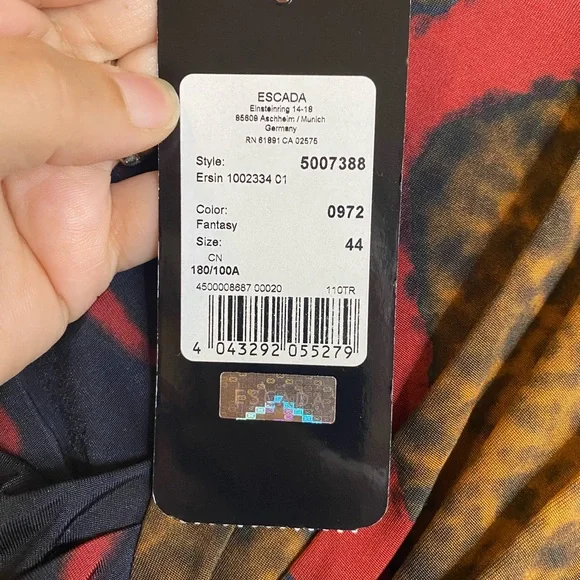 ESCADA
Einsteinring 14-18
85609 Aschheim / Munich
Germany
RN 61891 CA 02575
Style: 5007388
Ersin 1002334 01
Color: 0972
Fantasy
Size: 44
CN
180/100A
4500008687 00020 110TR
4 043292 055279
ESCADA